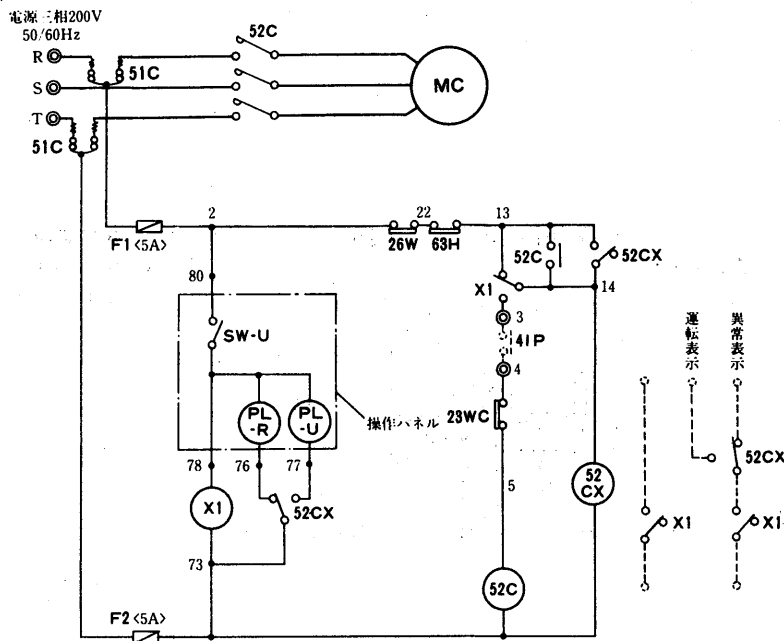 電源三相200V
50/60Hz
R
S
T
51C
51C
52C
MC
F1<5A>
2
22
13
26W
63H
52C
52CX
14
X1
80
SW-U
3
41P
4
PL
-R
PL
-U
操作パネル
23WC
78
76
77
X1
52CX
5
52
CX
73
52C
F2<5A>
運転表示
異常表示
52CX
X1
X1